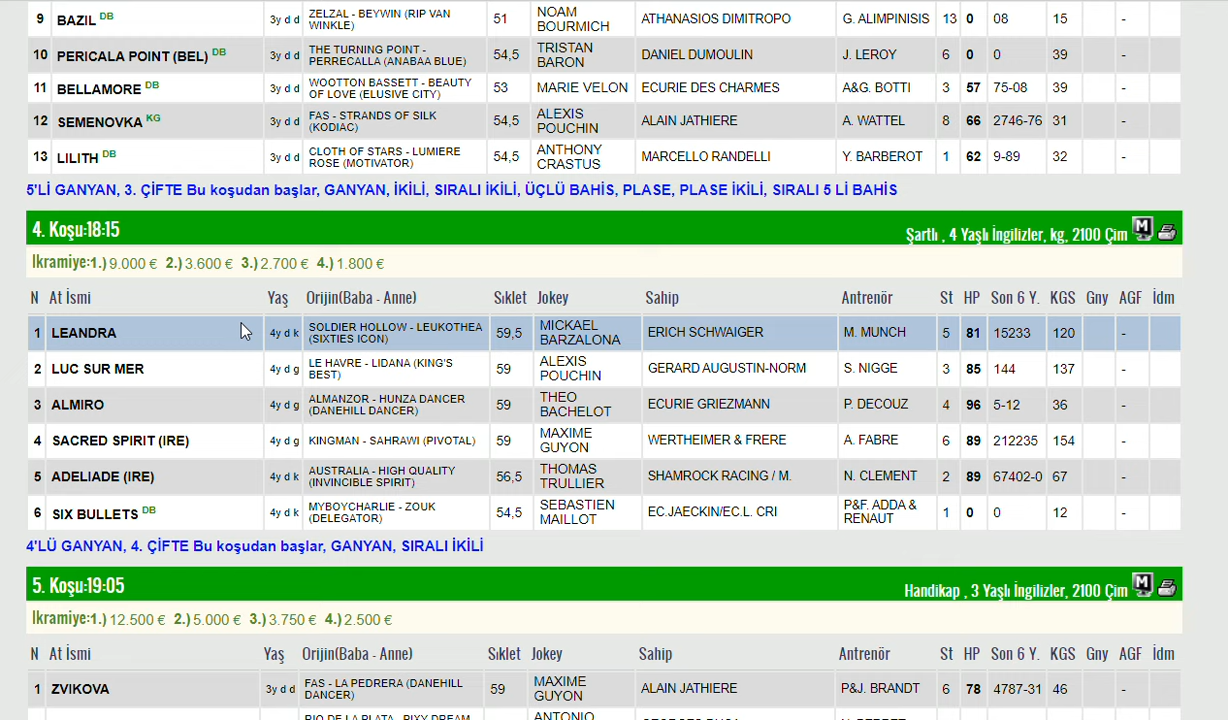 9 BAZIL DB 3y d d ZELZAL - BEYWIN (RIP VAN WINKLE) 51 NOAM BOURMICH ATHANASIOS DIMITROPO G. ALIMPINISIS 13 0 08 15 -
10 PERICALA POINT (BEL) DB 3y d d THE TURNING POINT - PERRECALLA (ANABAA BLUE) 54,5 TRISTAN BARON DANIEL DUMOULIN J. LEROY 6 0 0 39 -
11 BELLAMORE DB 3y d d WOOTTON BASSETT - BEAUTY OF LOVE (ELUSIVE CITY) 53 MARIE VELON ECURIE DES CHARMES A&G. BOTTI 3 57 75-08 39 -
12 SEMENOVKA KG 3y d d FAS - STRANDS OF SILK (KODIAC) 54,5 ALEXIS POUCHIN ALAIN JATHIERE A. WATTEL 8 66 2746-76 31 -
13 LILITH DB 3y d d CLOTH OF STARS - LUMIERE ROSE (MOTIVATOR) 54,5 ANTHONY CRASTUS MARCELLO RANDELLI Y. BARBEROT 1 62 9-89 32 -
5'Lİ GANYAN, 3. ÇİFTE Bu koşudan başlar, GANYAN, İKİLİ, SIRALI İKİLİ, ÜÇLÜ BAHİS, PLASE, PLASE İKİLİ, SIRALI 5 Lİ BAHİS
4. Koşu:18:15 Şartlı , 4 Yaşlı İngilizler, kg, 2100 Çim M
İkramiye:1.) 9.000 € 2.) 3.600 € 3.) 2.700 € 4.) 1.800 €
N At İsmi Yaş Orijin(Baba - Anne) Sıklet Jokey Sahip Antrenör St HP Son 6 Y. KGS Gny AGF İdm
1 LEANDRA 4y d k SOLDIER HOLLOW - LEUKOTHEA (SIXTIES ICON) 59,5 MICKAEL BARZALONA ERICH SCHWAIGER M. MUNCH 5 81 15233 120 -
2 LUC SUR MER 4y d g LE HAVRE - LIDANA (KING'S BEST) 59 ALEXIS POUCHIN GERARD AUGUSTIN-NORM S. NIGGE 3 85 144 137 -
3 ALMIRO 4y d g ALMANZOR - HUNZA DANCER (DANEHILL DANCER) 59 THEO BACHELOT ECURIE GRIEZMANN P. DECOUZ 4 96 5-12 36 -
4 SACRED SPIRIT (IRE) 4y d g KINGMAN - SAHRAWI (PIVOTAL) 59 MAXIME GUYON WERTHEIMER & FRERE A. FABRE 6 89 212235 154 -
5 ADELIADE (IRE) 4y d k AUSTRALIA - HIGH QUALITY (INVINCIBLE SPIRIT) 56,5 THOMAS TRULLIER SHAMROCK RACING / M. N. CLEMENT 2 89 67402-0 67 -
6 SIX BULLETS DB 4y d k MYBOYCHARLIE - ZOUK (DELEGATOR) 54,5 SEBASTIEN MAILLOT EC.JAECKIN/EC.L. CRI P&F. ADDA & RENAUT 1 0 0 12 -
4'LÜ GANYAN, 4. ÇİFTE Bu koşudan başlar, GANYAN, SIRALI İKİLİ
5. Koşu:19:05 Handikap , 3 Yaşlı İngilizler, 2100 Çim M
İkramiye:1.) 12.500 € 2.) 5.000 € 3.) 3.750 € 4.) 2.500 €
N At İsmi Yaş Orijin(Baba - Anne) Sıklet Jokey Sahip Antrenör St HP Son 6 Y. KGS Gny AGF İdm
1 ZVIKOVA 3y d d FAS - LA PEDRERA (DANEHILL DANCER) 59 MAXIME GUYON ALAIN JATHIERE P&J. BRANDT 6 78 4787-31 46 -
RIO DE LA PLATA - PIXY DREAM ANTONIO